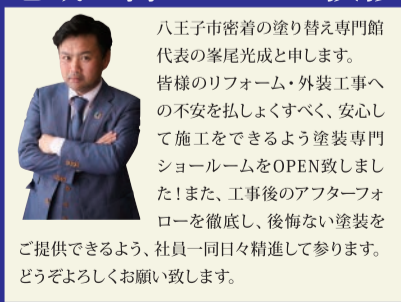 八王子市密着の塗り替え専門館
代表の峯尾光成と申します。
皆様のリフォーム・外装工事へ
の不安を払しょくすべく、安心し
て施工をできるよう塗装専門
ショールームをOPEN致しまし
た!また、工事後のアフターフォ
ローを徹底し、後悔ない塗装を
ご提供できるよう、社員一同日々精進して参ります。
どうぞよろしくお願い致します。